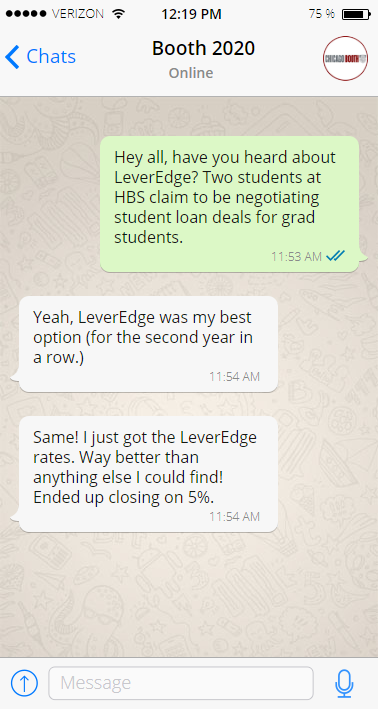 VERIZON 12:19 PM 75 %
Chats Booth 2020
Online
CHICAGO BOOTH
Hey all, have you heard about
LeverEdge? Two students at
HBS claim to be negotiating
student loan deals for grad
students.
11:53 AM
Yeah, LeverEdge was my best
option (for the second year in
a row.)
11:54 AM
Same! I just got the LeverEdge
rates. Way better than
anything else I could find!
Ended up closing on 5%.
11:54 AM
Message